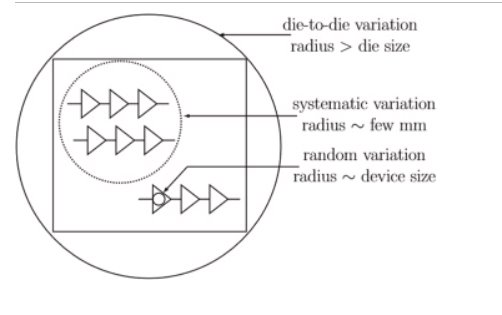 die-to-die variation
radius > die size
systematic variation
radius ∼ few mm
random variation
radius ∼ device size